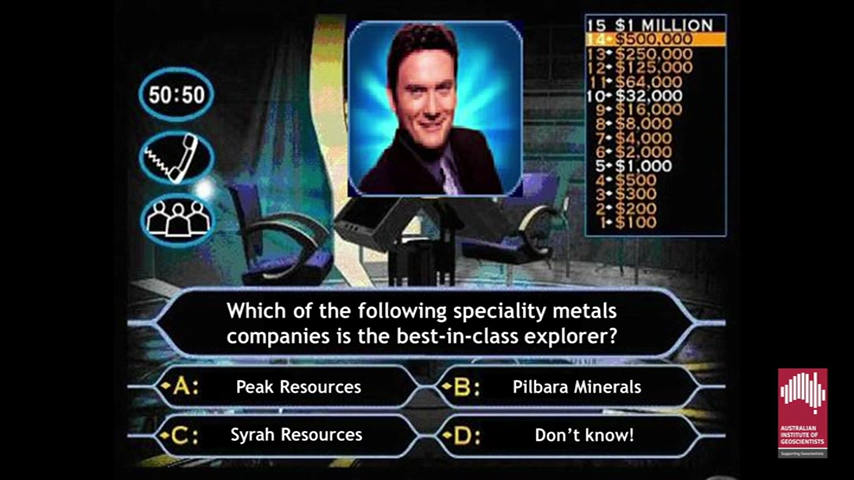 50:50
15 $1 MILLION
14 $500,000
13 $250,000
12 $125,000
11 $64,000
10 $32,000
9 $16,000
8 $8,000
7 $4,000
6 $2,000
5 $1,000
4 $500
3 $300
2 $200
1 $100
Which of the following speciality metals
companies is the best-in-class explorer?
A: Peak Resources
B: Pilbara Minerals
C: Syrah Resources
D: Don't know!
AUSTRALIAN
INSTITUTE OF
GEOSCIENTISTS
Supporting Geoscientists